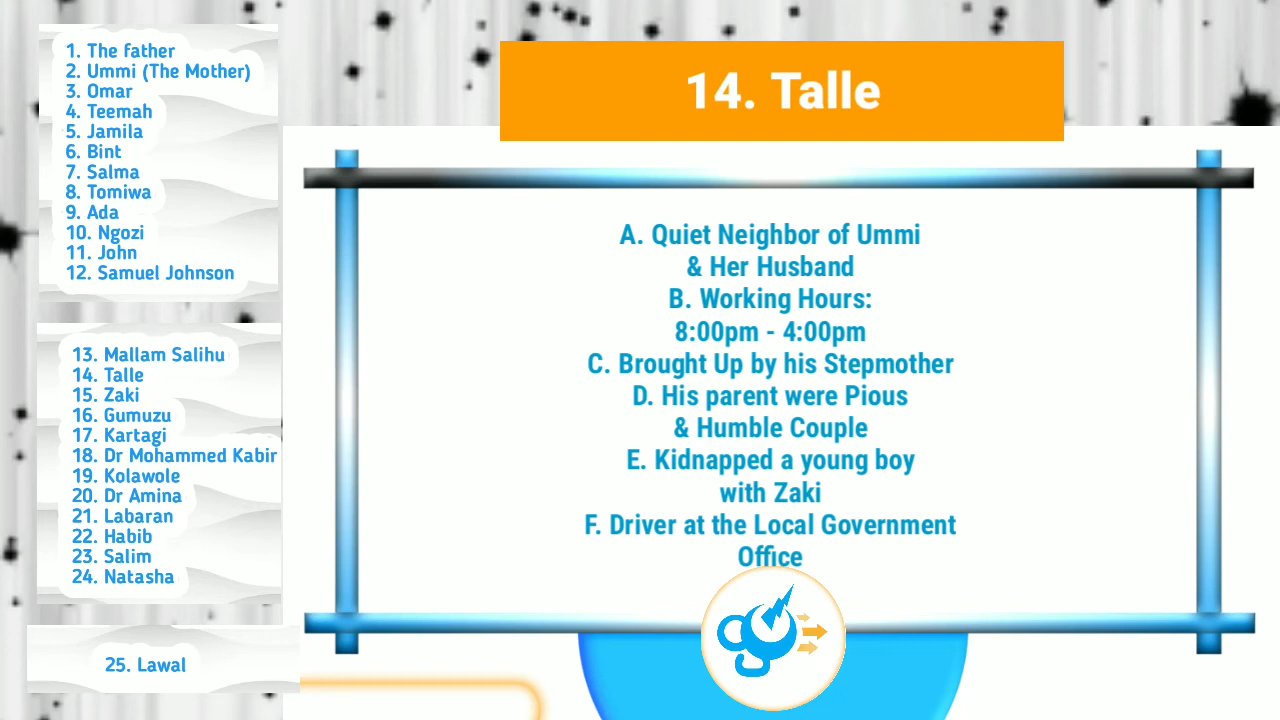 1. The father
2. Ummi (The Mother)
3. Omar
4. Teemah
5. Jamila
6. Bint
7. Salma
8. Tomiwa
9. Ada
10. Ngozi
11. John
12. Samuel Johnson
13. Mallam Salihu
14. Talle
15. Zaki
16. Gumuzu
17. Kartagi
18. Dr Mohammed Kabir
19. Kolawole
20. Dr Amina
21. Labaran
22. Habib
23. Salim
24. Natasha
25. Lawal
14. Talle
A. Quiet Neighbor of Ummi
& Her Husband
B. Working Hours:
8:00pm - 4:00pm
C. Brought Up by his Stepmother
D. His parent were Pious
& Humble Couple
E. Kidnapped a young boy
with Zaki
F. Driver at the Local Government
Office